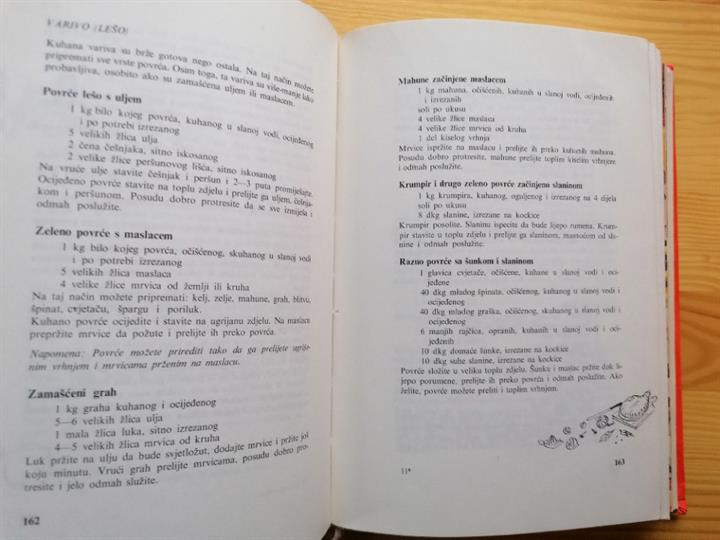 VARIVO (LEŠO)
Kuhana variva su brže gotova nego ostala. Na taj način možete
pripremati sve vrste povrća. Osim toga, ta variva su više-manje lako
probavljiva, osobito ako su zamašćena uljem ili maslacem.
Povrće lešo s uljem
1 kg bilo kojeg povrća, kuhanog u slanoj vodi, ocijeđenog
i po potrebi izrezanog
5 velikih žlica ulja
2 čena češnjaka, sitno iskosanog
2 velike žlice peršunovog lišća, sitno iskosanog
Na vruće ulje stavite češnjak i peršun i 2—3 puta promiješajte.
Ocijeđeno povrće stavite na toplu zdjelu i prelijte ga uljem, češnja-
kom i peršunom. Posudu dobro protresite da se sve izmiješa i
odmah poslužite.
Zeleno povrće s maslacem
1 kg bilo kojeg povrća, očišćenog, skuhanog u slanoj vodi
i po potrebi izrezanog
5 velikih žlica maslaca
4 velike žlice mrvica od žemlji ili kruha
Na taj način možete pripremati: kelj, zelje, mahune, grah, blitvu,
špinat, cvjetaču, špargu i poriluk.
Kuhano povrće ocijedite i stavite na ugrijanu zdjelu. Na maslacu
prepržite mrvice da požute i prelijte ih preko povrća.
Napomena: Povrće možete prirediti tako da ga prelijete ugrija-
nim vrhnjem i mrvicama prženim na maslacu.
Zamašćeni grah
1 kg graha kuhanog i ocijeđenog
5—6 velikih žlica ulja
1 mala žlica luka, sitno izrezanog
4—5 velikih žlica mrvica od kruha
Luk pržite na ulju da bude svjetložut, dodajte mrvice i pržite još
koju minutu. Vrući grah prelijte mrvicama, posudu dobro pro-
tresite i jelo odmah služite.
162
Mahune začinjene maslacem
1 kg mahuna, očišćenih, kuhanih u slanoj vodi, ocijeđenih
i izrezanih
soli po ukusu
4 velike žlice maslaca
4 velike žlice mrvica od kruha
1 del kiselog vrhnja
Mrvice ispržite na maslacu i prelijte ih preko kuhanih mahuna.
Posudu dobro protresite, mahune prelijte toplim kiselim vrhnjem
i odmah poslužite.
Krumpir i drugo zeleno povrće začinjeno slaninom
1 kg krumpira, kuhanog, oguljenog i izrezanog na 4 dijela
soli po ukusu
8 dkg slanine, izrezane na kockice
Krumpir posolite. Slaninu ispecite da bude lijepo rumena. Krum-
pir stavite u toplu zdjelu i prelijte ga slaninom, mastnoćom od sla-
nine i odmah poslužite.
Razno povrće sa šunkom i slaninom
1 glavica cvjetače, očišćene, kuhane u slanoj vodi i oci-
jeđene
40 dkg mladog špinata, očišćenog, kuhanog u slanoj vodi i
ocijeđenog
40 dkg mladog graška, očišćenog, skuhanog u slanoj vodi i
ocijeđenog
6 manjih rajčica, opranih, kuhanih u slanoj vodi i oci-
jeđenih
10 dkg domaće šunke, izrezane na kockice
10 dkg suhe slanine, izrezane na kockice
Povrće složite u veliku toplu zdjelu. Šunku i maslac pržite dok li-
jepo porumene, prelijte ih preko povrća i odmah poslužite. Ako
želite, povrće možete preliti i toplim vrhnjem.
11*
163